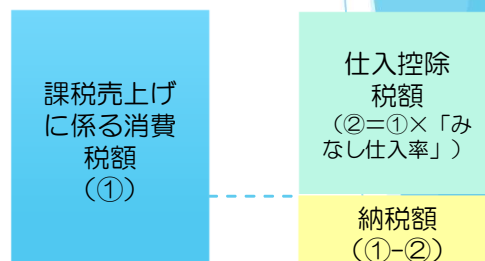 課税売上げ
に係る消費
税額
(①)
仕入控除
税額
(②=①×「み
なし仕入率」)
納税額
(①-②)